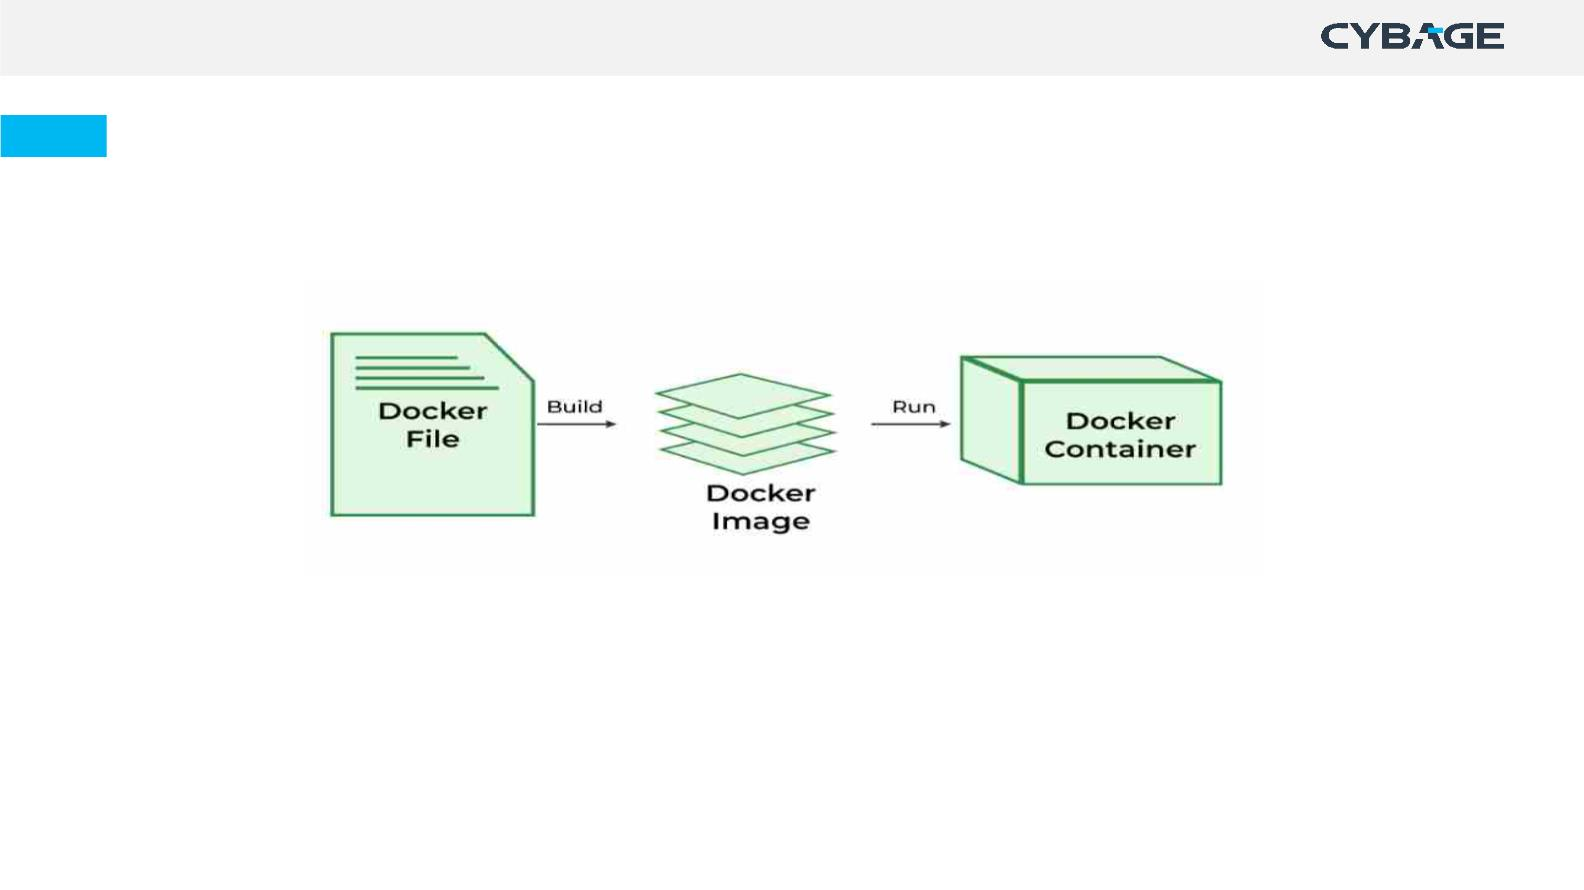 CYBAGE
Docker
File
Build
Docker
Image
Run
Docker
Container